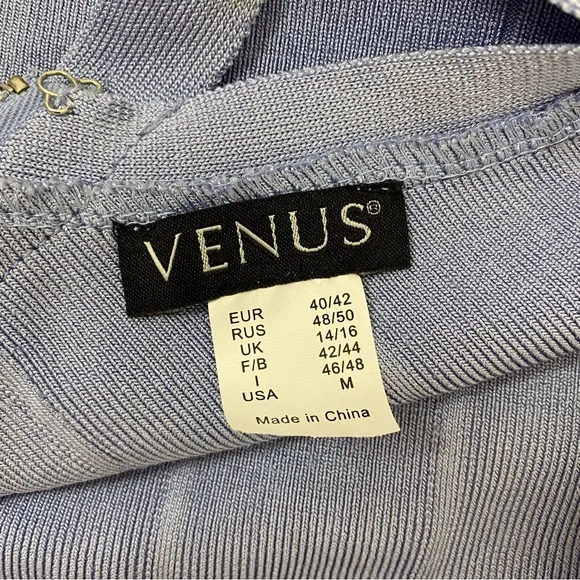 VENUS®
EUR 40/42
RUS 48/50
UK 14/16
F/B 42/44
I 46/48
USA M
Made in China